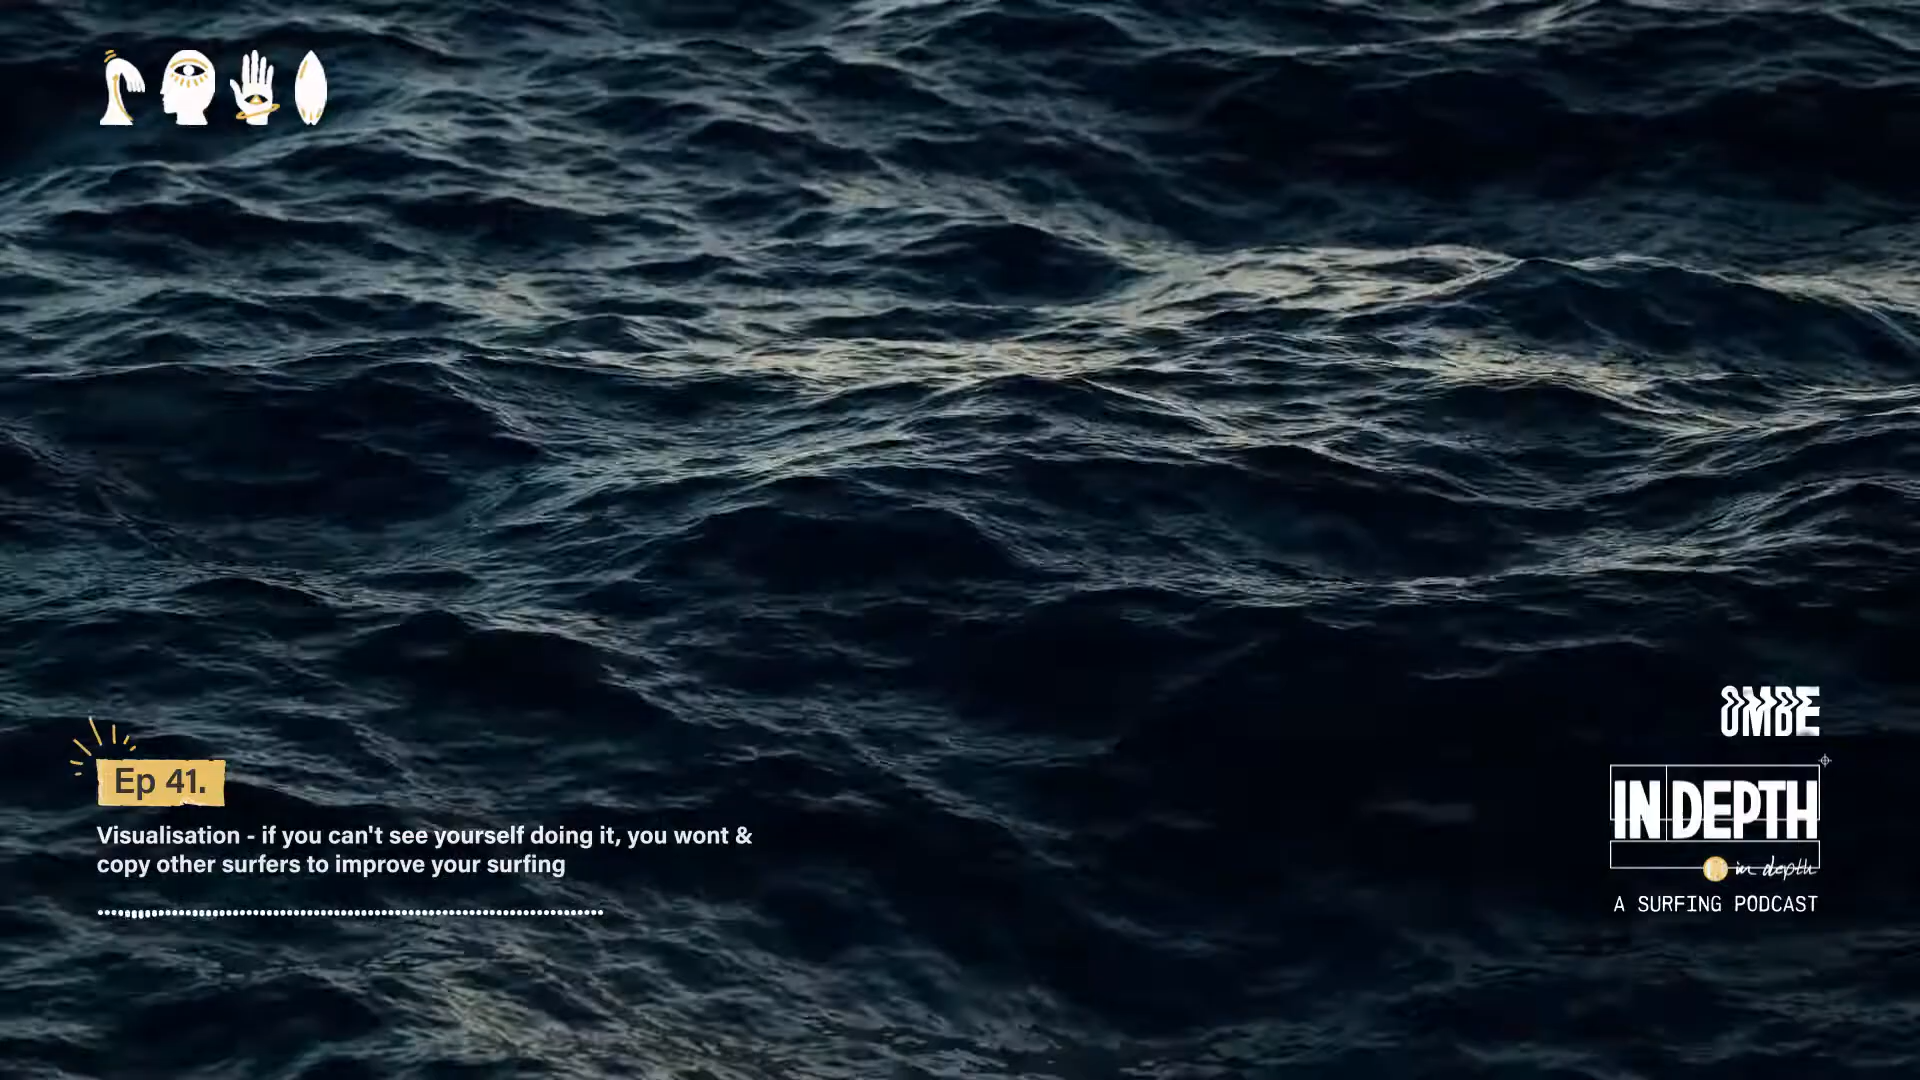 Ep 41.
Visualisation - if you can't see yourself doing it, you wont &
copy other surfers to improve your surfing
OMBE
IN DEPTH
in depth
A SURFING PODCAST